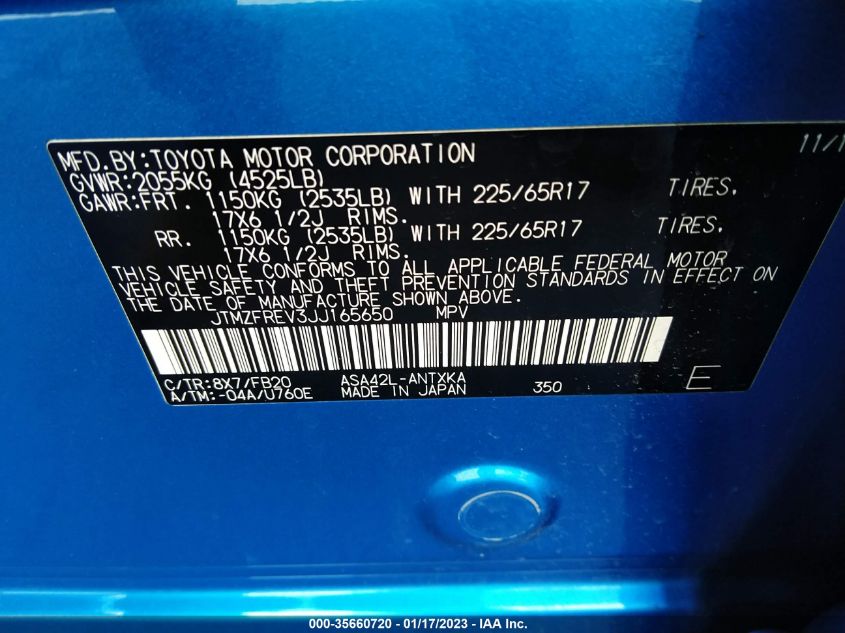 MFD.BY:TOYOTA MOTOR CORPORATION 11/1
GVWR:2055KG (4525LB)
GAWR:FRT. 1150KG (2535LB) WITH 225/65R17 TIRES.
17X6 1/2J RIMS.
RR. 1150KG (2535LB) WITH 225/65R17 TIRES.
17X6 1/2J RIMS.
THIS VEHICLE CONFORMS TO ALL APPLICABLE FEDERAL MOTOR
VEHICLE SAFETY AND THEFT PREVENTION STANDARDS IN EFFECT ON
THE DATE OF MANUFACTURE SHOWN ABOVE.
JTMZFREV3JJ165650 MPV
C/TR:8X7/FB20 ASA42L-ANTXKA
A/TM:-04A/U760E MADE IN JAPAN 350 E
000-35660720 - 01/17/2023 - IAA Inc.